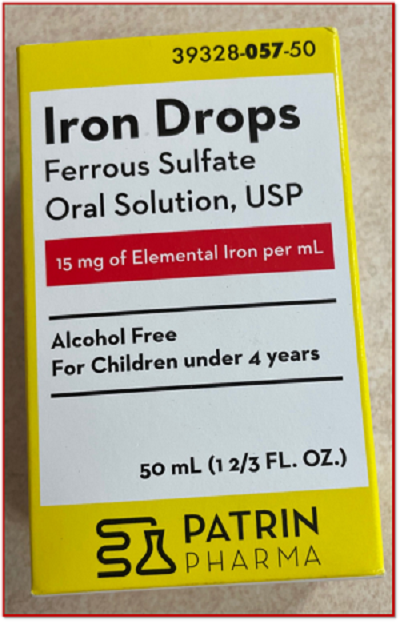 39328-057-50
Iron Drops
Ferrous Sulfate
Oral Solution, USP
15 mg of Elemental Iron per mL
Alcohol Free
For Children under 4 years
50 mL (1 2/3 FL. OZ.)
PATRIN
PHARMA